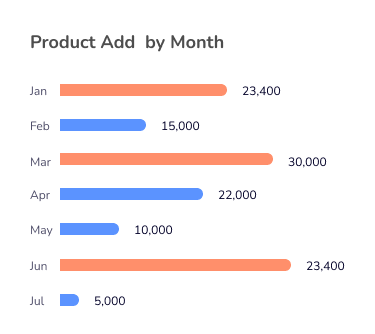 Product Add by Month
Jan 23,400
Feb 15,000
Mar 30,000
Apr 22,000
May 10,000
Jun 23,400
Jul 5,000